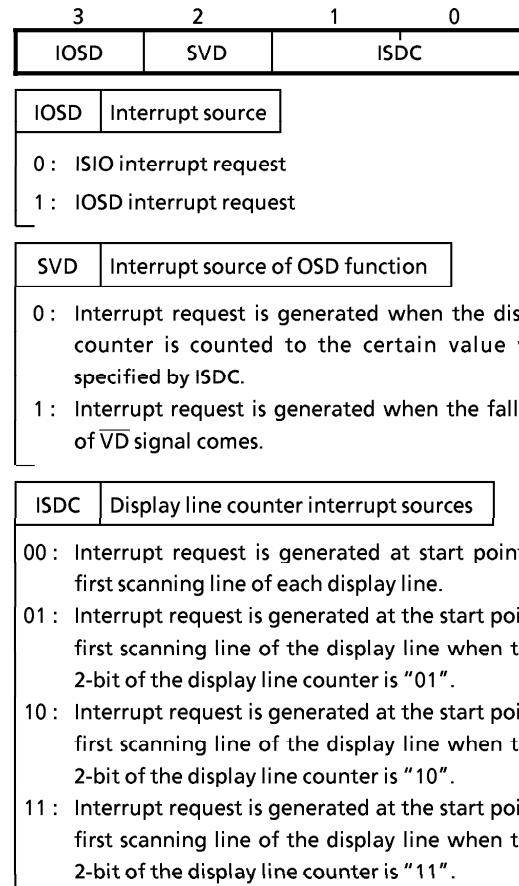 3 2 1 0
IOSD SVD ISDC
IOSD Interrupt source
0 : ISIO interrupt request
1 : IOSD interrupt request
SVD Interrupt source of OSD function
0 : Interrupt request is generated when the
counter is counted to the certain value
specified by ISDC.
1 : Interrupt request is generated when the
of VD signal comes.
ISDC Display line counter interrupt sources
00 : Interrupt request is generated at start
first scanning line of each display line.
01 : Interrupt request is generated at the start
first scanning line of the display line when
2-bit of the display line counter is "01".
10 : Interrupt request is generated at the start
first scanning line of the display line when
2-bit of the display line counter is "10".
11 : Interrupt request is generated at the start
first scanning line of the display line when
2-bit of the display line counter is "11".